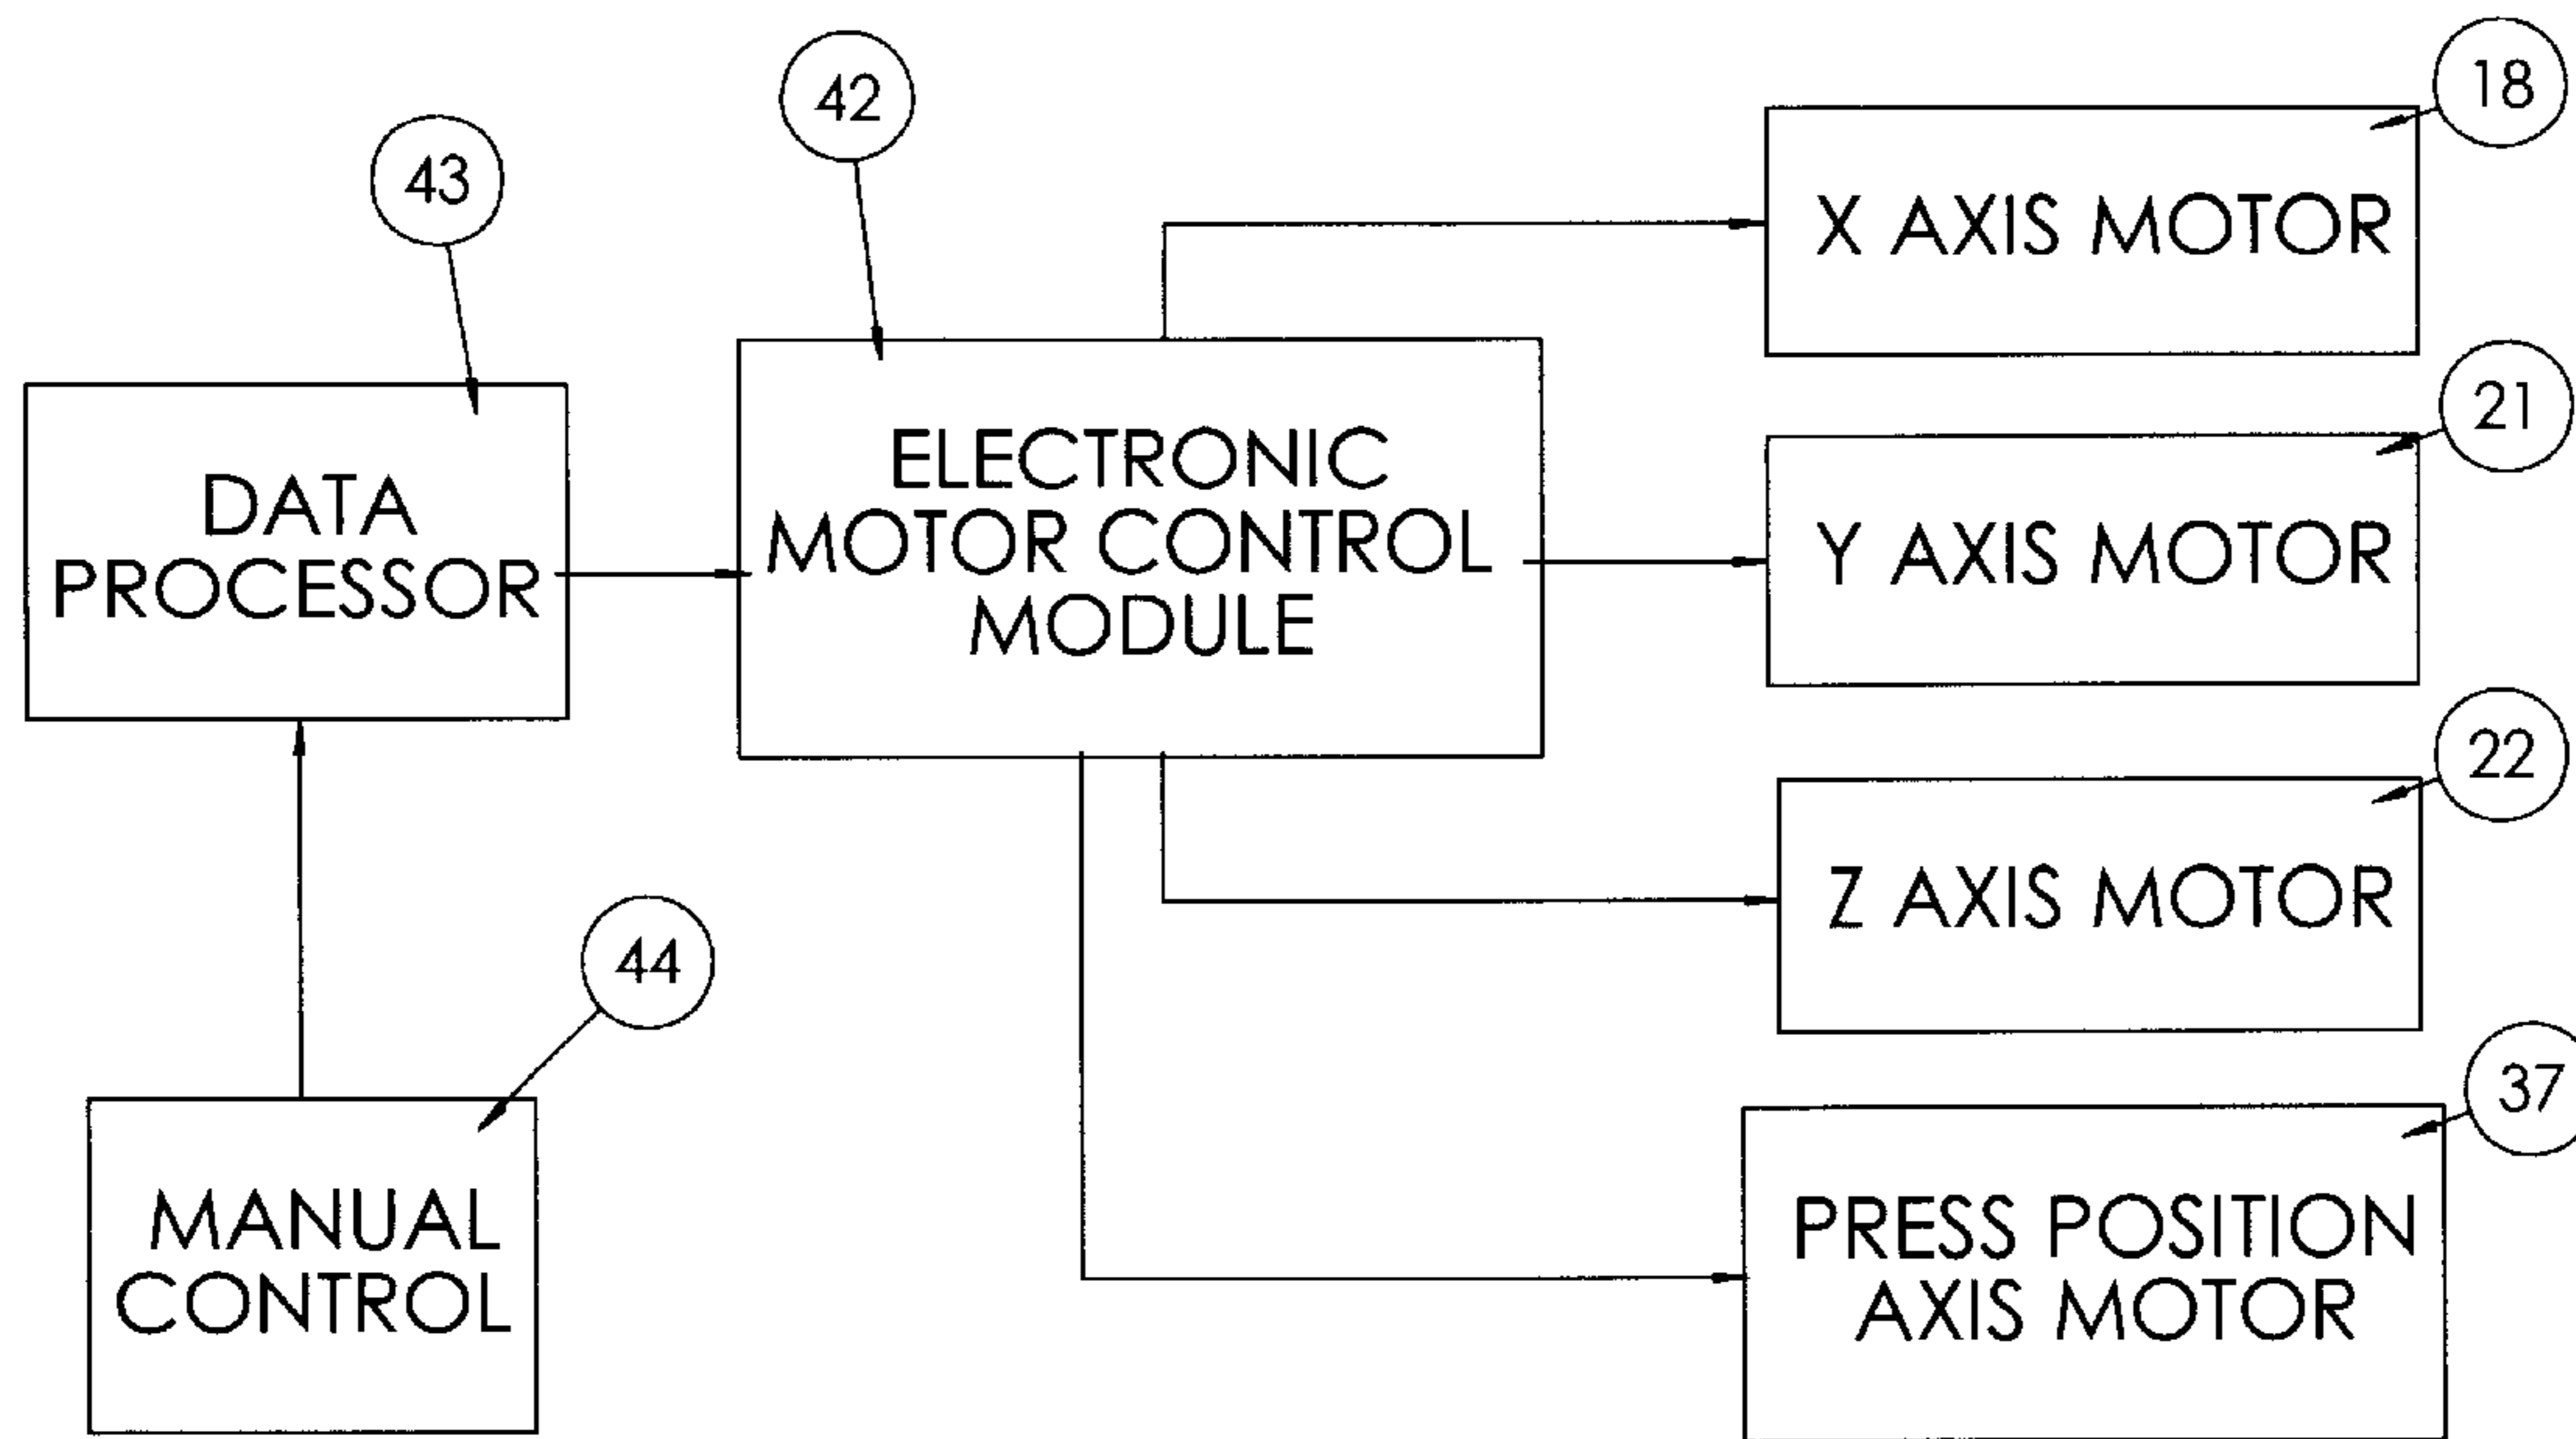 43
DATA
PROCESSOR
42
ELECTRONIC
MOTOR CONTROL
MODULE
18
X AXIS MOTOR
21
Y AXIS MOTOR
22
Z AXIS MOTOR
44
MANUAL
CONTROL
37
PRESS POSITION
AXIS MOTOR